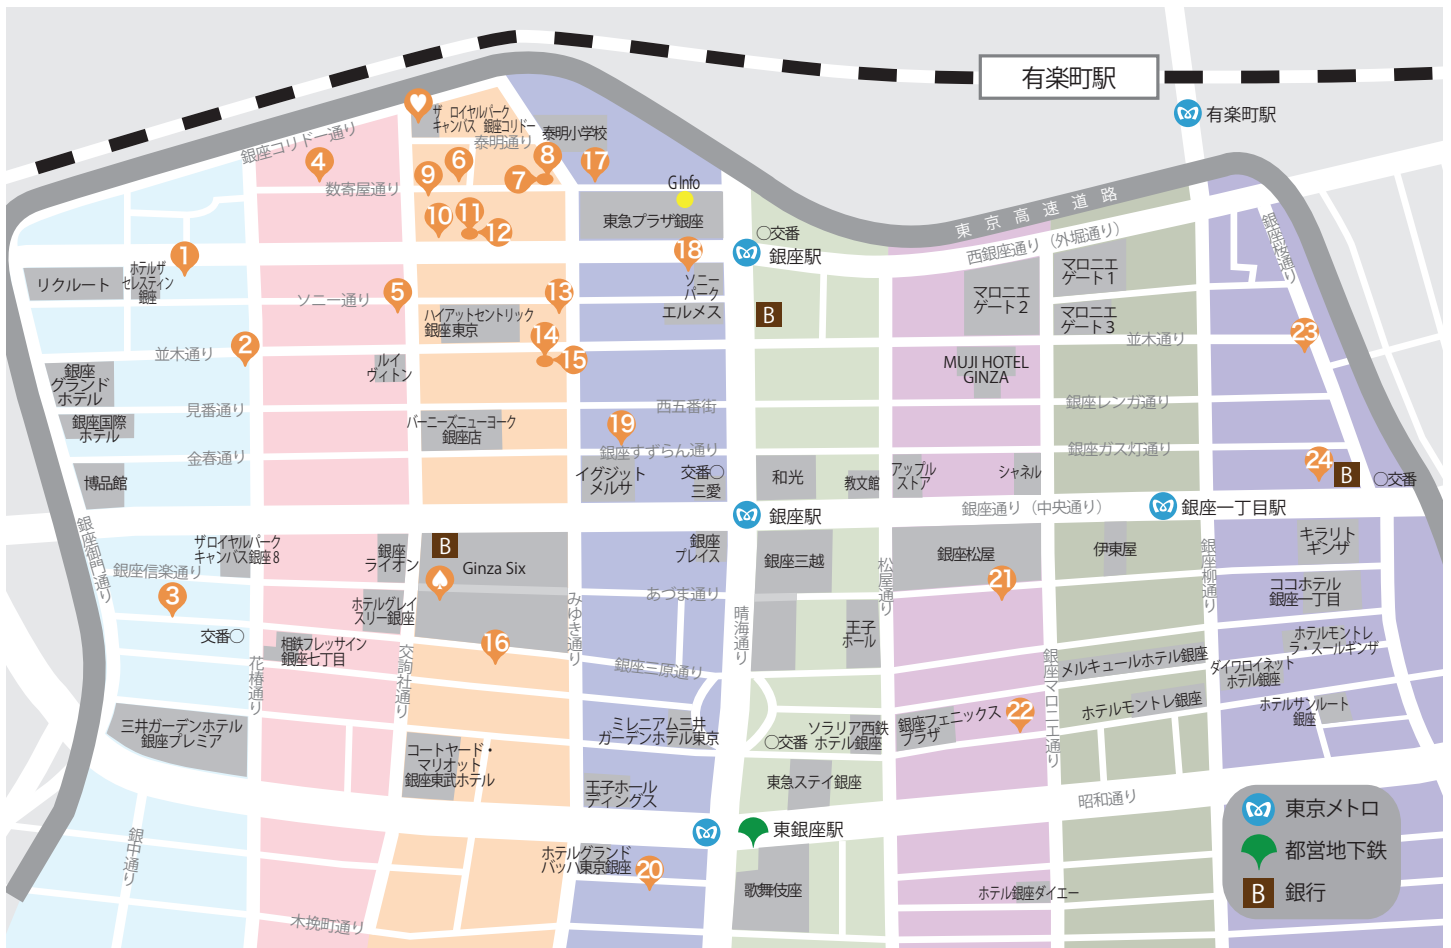 有楽町駅
有楽町駅
ザ ロイヤルパーク
キャンバス 銀座コリドー
銀座コリドー通り
泰明通り
泰明小学校
4
9
6
7
8
17
数寄屋通り
G Info
東急プラザ銀座
10
11
12
18
〇交番
銀座駅
東京高速道路
西銀座通り（外堀通り）
銀座桜通り
1
リクルート
ホテルザ
セレスティン
銀座
ソニー通り
5
13
ソニー
パーク
エルメス
B
マロニエ
ゲート1
マロニエ
ゲート2
マロニエ
ゲート3
ハイアットセントリック
銀座東京
14
15
2
並木通り
並木通り
23
銀座
グランド
ホテル
ルイ
ヴィトン
MUJI HOTEL
GINZA
見番通り
西五番街
銀座レンガ通り
銀座国際
ホテル
バーニーズニューヨーク
銀座店
19
金春通り
銀座すずらん通り
銀座ガス灯通り
24
B
〇交番
博品館
イグジット
メルサ
交番〇
三愛
和光
教文館
アップル
ストア
シャネル
銀座駅
銀座通り（中央通り）
銀座一丁目駅
銀座御門通り
ザロイヤルパーク
キャンバス銀座8
銀座
ライオン
B
Ginza Six
銀座
プレイス
銀座三越
松屋通り
銀座松屋
伊東屋
銀座柳通り
キラリト
ギンザ
銀座信楽通り
3
みゆき通り
あづま通り
晴海通り
21
ココホテル
銀座一丁目
交番〇
ホテルグレイ
スリー銀座
相鉄フレッサイン
銀座七丁目
16
王子
ホール
ホテルモントレ
ラ・スールギンザ
花椿通り
交詢社通り
銀座三原通り
銀座マロニエ通り
メルキュールホテル銀座
ダイワロイネット
ホテル銀座
三井ガーデンホテル
銀座プレミア
ミレニアム三井
ガーデンホテル東京
〇交番
ソラリア西鉄
ホテル銀座
銀座フェニックス
プラザ
22
ホテルモントレ銀座
ホテルサンルート
銀座
コートヤード・
マリオット
銀座東武ホテル
王子ホール
ディングス
東急ステイ銀座
昭和通り
銀中通り
東銀座駅
ホテルグランド
バッハ東京銀座
20
歌舞伎座
ホテル銀座ダイエー
木挽町通り
東京メトロ
都営地下鉄
B 銀行